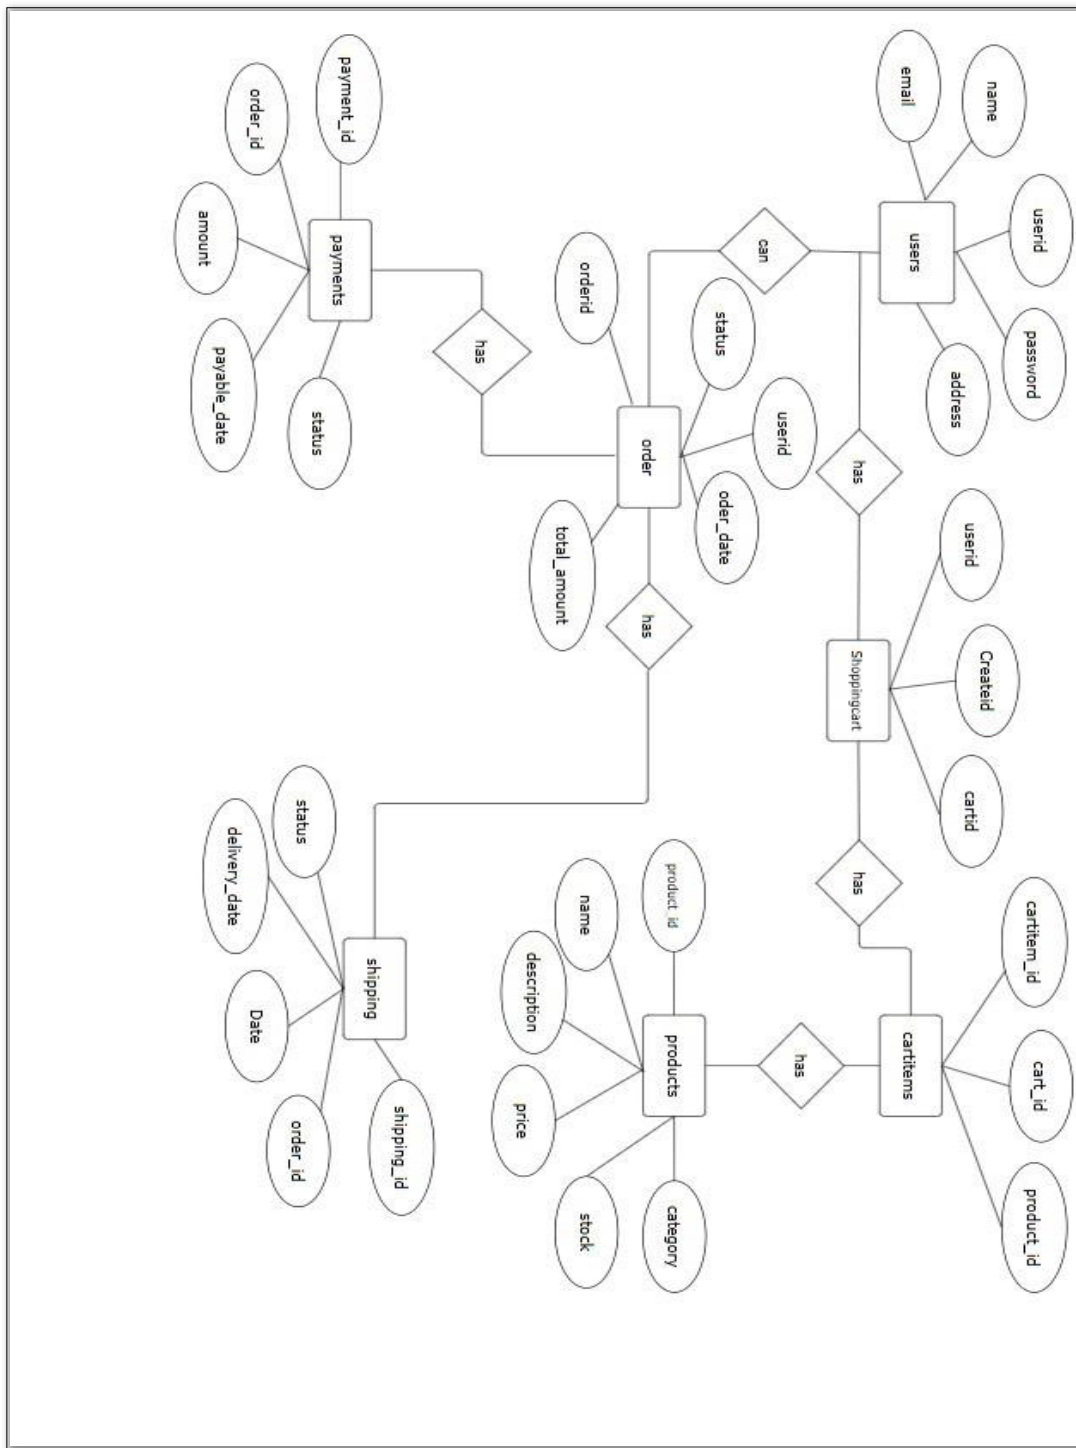 name
email
userid
password
address
users
can
has
userid
Createid
cartid
Shoppingcart
has
cartitem_id
cart_id
product_id
cartitems
has
product_id
name
description
price
stock
category
products
orderid
status
userid
oder_date
total_amount
order
has
has
payment_id
order_id
amount
payable_date
status
payments
status
delivery_date
Date
order_id
shipping_id
shipping